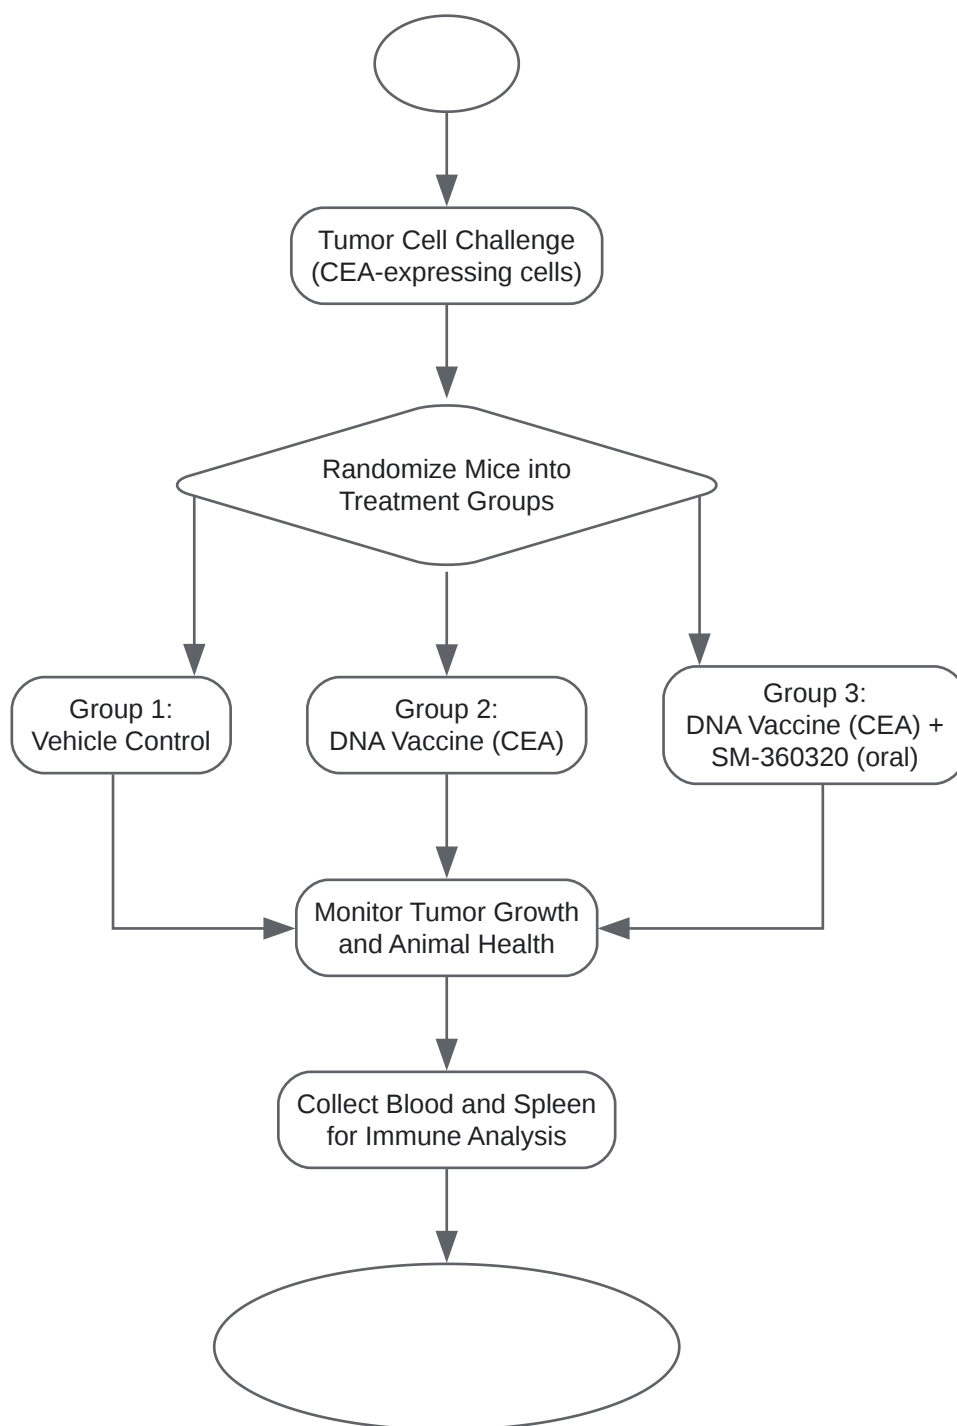 Tumor Cell Challenge
(CEA-expressing cells)
Randomize Mice into
Treatment Groups
Group 1:
Vehicle Control
Group 2:
DNA Vaccine (CEA)
Group 3:
DNA Vaccine (CEA) +
SM-360320 (oral)
Monitor Tumor Growth
and Animal Health
Collect Blood and Spleen
for Immune Analysis